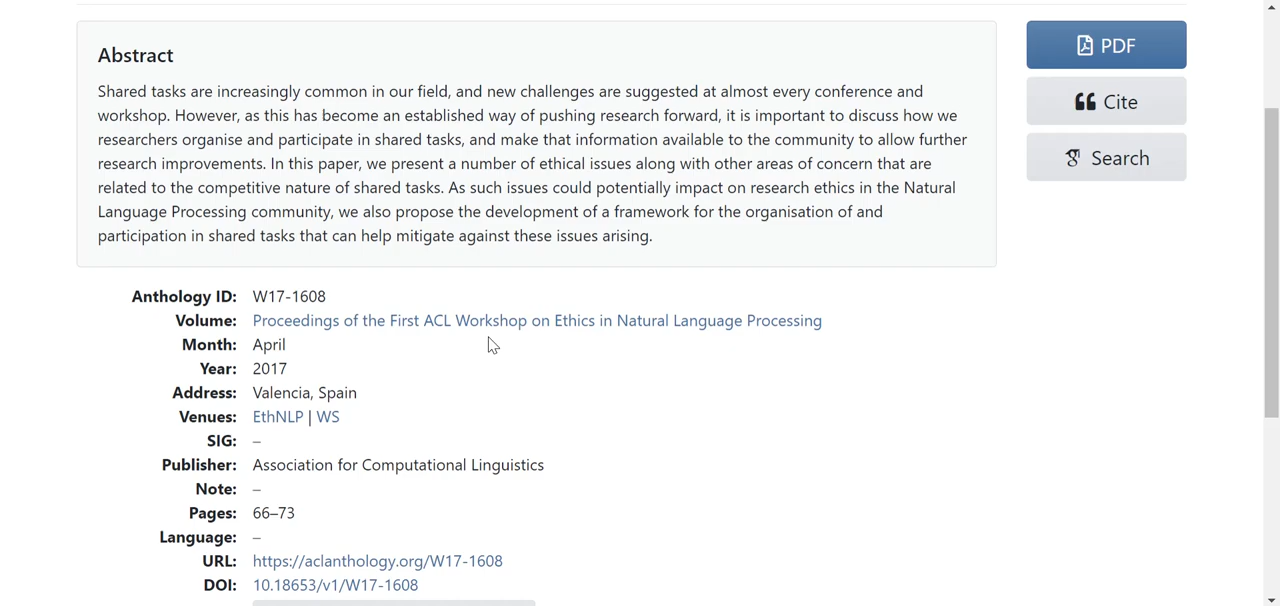 Abstract
Shared tasks are increasingly common in our field, and new challenges are suggested at almost every conference and
workshop. However, as this has become an established way of pushing research forward, it is important to discuss how we
researchers organise and participate in shared tasks, and make that information available to the community to allow further
research improvements. In this paper, we present a number of ethical issues along with other areas of concern that are
related to the competitive nature of shared tasks. As such issues could potentially impact on research ethics in the Natural
Language Processing community, we also propose the development of a framework for the organisation of and
participation in shared tasks that can help mitigate against these issues arising.
PDF
Cite
Search
Anthology ID: W17-1608
Volume: Proceedings of the First ACL Workshop on Ethics in Natural Language Processing
Month: April
Year: 2017
Address: Valencia, Spain
Venues: EthNLP | WS
SIG: –
Publisher: Association for Computational Linguistics
Note: –
Pages: 66–73
Language: –
URL: https://aclanthology.org/W17-1608
DOI: 10.18653/v1/W17-1608